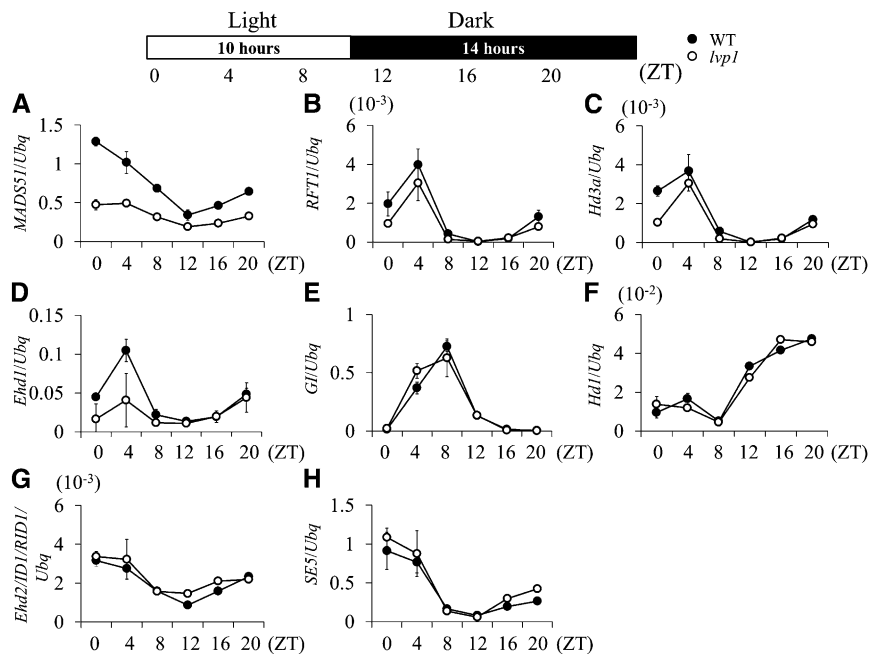 Light Dark
10 hours 14 hours
0 4 8 12 16 20 (ZT)
WT
lvp1
A
MADS51/Ubq
1.5
1
0.5
0
0 4 8 12 16 20 (ZT)
B
(10-3)
RFT1/Ubq
6
4
2
0
0 4 8 12 16 20 (ZT)
C
(10-3)
Hd3a/Ubq
6
4
2
0
0 4 8 12 16 20 (ZT)
D
Ehd1/Ubq
0.15
0.1
0.05
0
0 4 8 12 16 20 (ZT)
E
GI/Ubq
1
0.5
0
0 4 8 12 16 20 (ZT)
F
(10-2)
Hd1/Ubq
6
4
2
0
0 4 8 12 16 20 (ZT)
G
(10-3)
Ehd2/ID1/RID1/
Ubq
6
4
2
0
0 4 8 12 16 20 (ZT)
H
SE5/Ubq
1.5
1
0.5
0
0 4 8 12 16 20 (ZT)